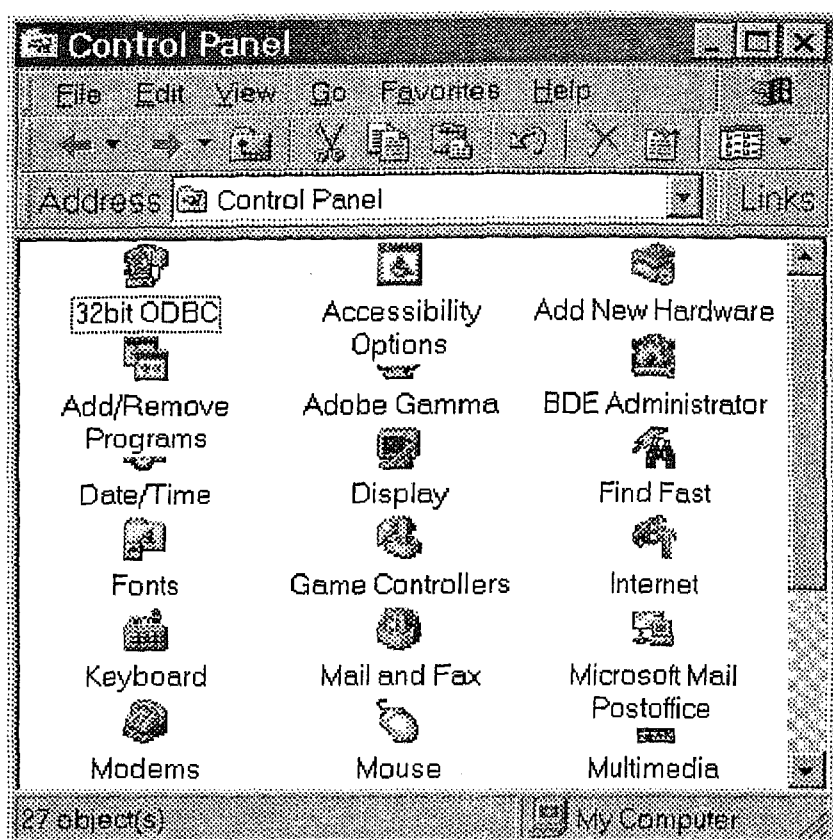 Control Panel
File Edit View Go Favorites Help
Address Control Panel Links
32bit ODBC Accessibility Options Add New Hardware
Add/Remove Programs Adobe Gamma BDE Administrator
Date/Time Display Find Fast
Fonts Game Controllers Internet
Keyboard Mail and Fax Microsoft Mail Postoffice
Modems Mouse Multimedia
27 object(s) My Computer